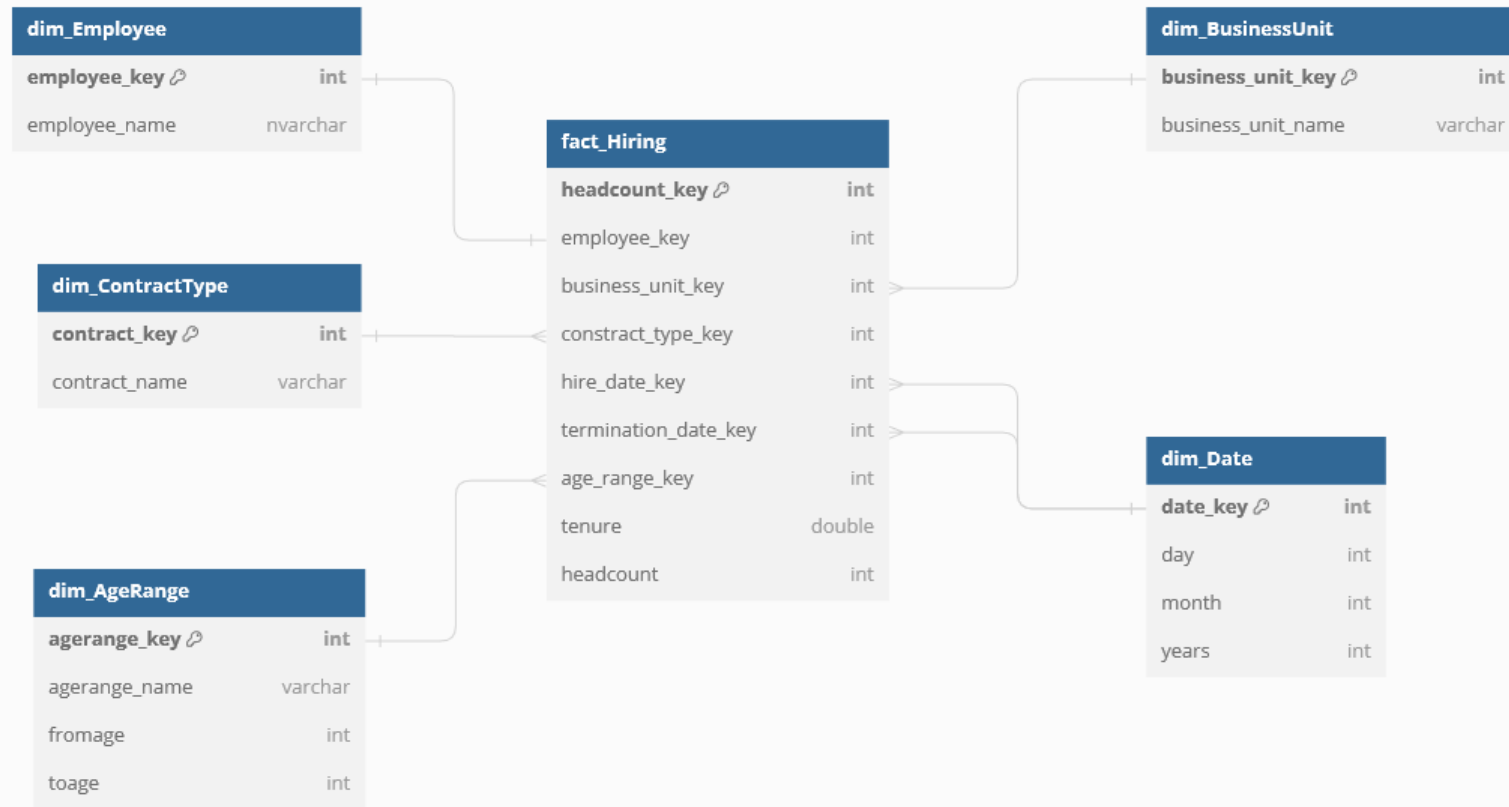 dim_Employee
employee_key int
employee_name nvarchar
dim_BusinessUnit
business_unit_key int
business_unit_name varchar
fact_Hiring
headcount_key int
employee_key int
business_unit_key int
constract_type_key int
hire_date_key int
termination_date_key int
age_range_key int
tenure double
headcount int
dim_ContractType
contract_key int
contract_name varchar
dim_Date
date_key int
day int
month int
years int
dim_AgeRange
agerange_key int
agerange_name varchar
fromage int
toage int